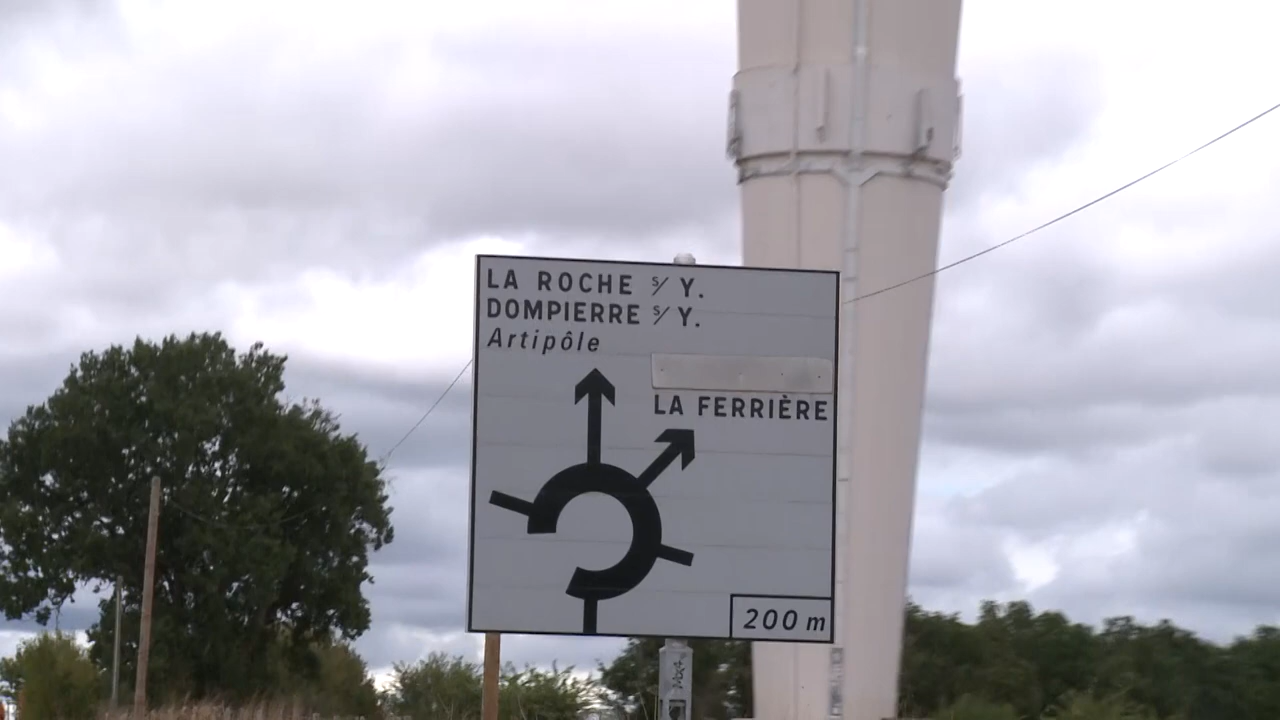 LA ROCHE s/ Y.
DOMPIERRE s/ Y.
Artipôle
LA FERRIÈRE
200 m